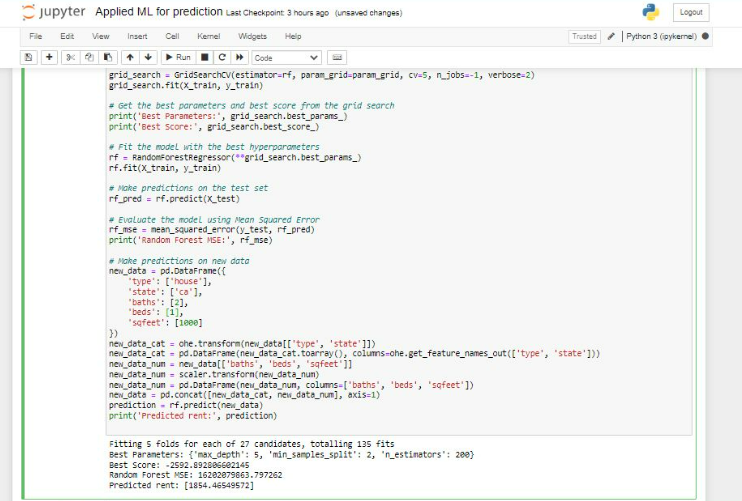 jupyter Applied ML for prediction Last Checkpoint: 3 hours ago (unsaved changes)
Logout
File Edit View Insert Cell Kernel Widgets Help
Trusted Python 3 (ipykernel)
Run Code
grid_search = GridSearchCV(estimator=rf, param_grid=param_grid, cv=5, n_jobs=-1, verbose=2)
grid_search.fit(X_train, y_train)
# Get the best parameters and best score from the grid search
print('Best Parameters:', grid_search.best_params_)
print('Best Score:', grid_search.best_score_)
# Fit the model with the best hyperparameters
rf = RandomForestRegressor(**grid_search.best_params_)
rf.fit(X_train, y_train)
# Make predictions on the test set
rf_pred = rf.predict(X_test)
# Evaluate the model using Mean Squared Error
rf_mse = mean_squared_error(y_test, rf_pred)
print('Random Forest MSE:', rf_mse)
# Make predictions on new data
new_data = pd.DataFrame({
'type': ['house'],
'state': ['ca'],
'baths': [2],
'beds': [1],
'sqfeet': [1000]
})
new_data_cat = ohe.transform(new_data[['type', 'state']])
new_data_cat = pd.DataFrame(new_data_cat.toarray(), columns=ohe.get_feature_names_out(['type', 'state']))
new_data_num = new_data[['baths', 'beds', 'sqfeet']]
new_data_num = scaler.transform(new_data_num)
new_data_num = pd.DataFrame(new_data_num, columns=['baths', 'beds', 'sqfeet'])
new_data = pd.concat([new_data_cat, new_data_num], axis=1)
prediction = rf.predict(new_data)
print('Predicted rent:', prediction)
Fitting 5 folds for each of 27 candidates, totalling 135 fits
Best Parameters: {'max_depth': 5, 'min_samples_split': 2, 'n_estimators': 200}
Best Score: -2592.892806602145
Random Forest MSE: 16202079863.797262
Predicted rent: [1854.46549572]